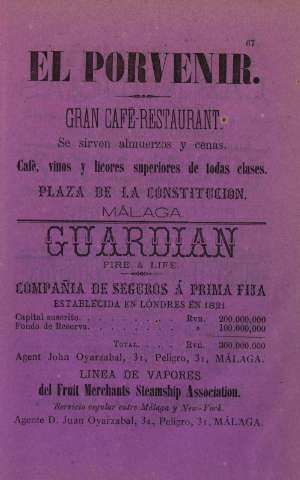 67
EL PORVENIR.
GRAN CAFÉ-RESTAURANT.
Se sirven almuerzos y cenas.
Café, vinos y licores superiores de todas clases.
PLAZA DE LA CONSTITUCION.
MÁLAGA
GUARDIAN
FIRE & LIFE.
COMPAÑIA DE SEGUROS Á PRIMA FIJA
ESTABLECIDA EN LÓNDRES EN 1821
Capital suscrito. . . . . . . . . . Rvn. 200.000,000
Fondo de Reserva. . . . . . . . . » 100.000,000
TOTAL. . . . Rvn. 300.000,000
Agent John Oyarzabal, 31, Peligro, 31, MÁLAGA.
LINEA DE VAPORES
del Fruit Merchants Steamship Association.
Servicio regular entre Málaga y New-York.
Agente D. Juan Oyarzabal, 31, Peligro, 31, MÁLAGA.